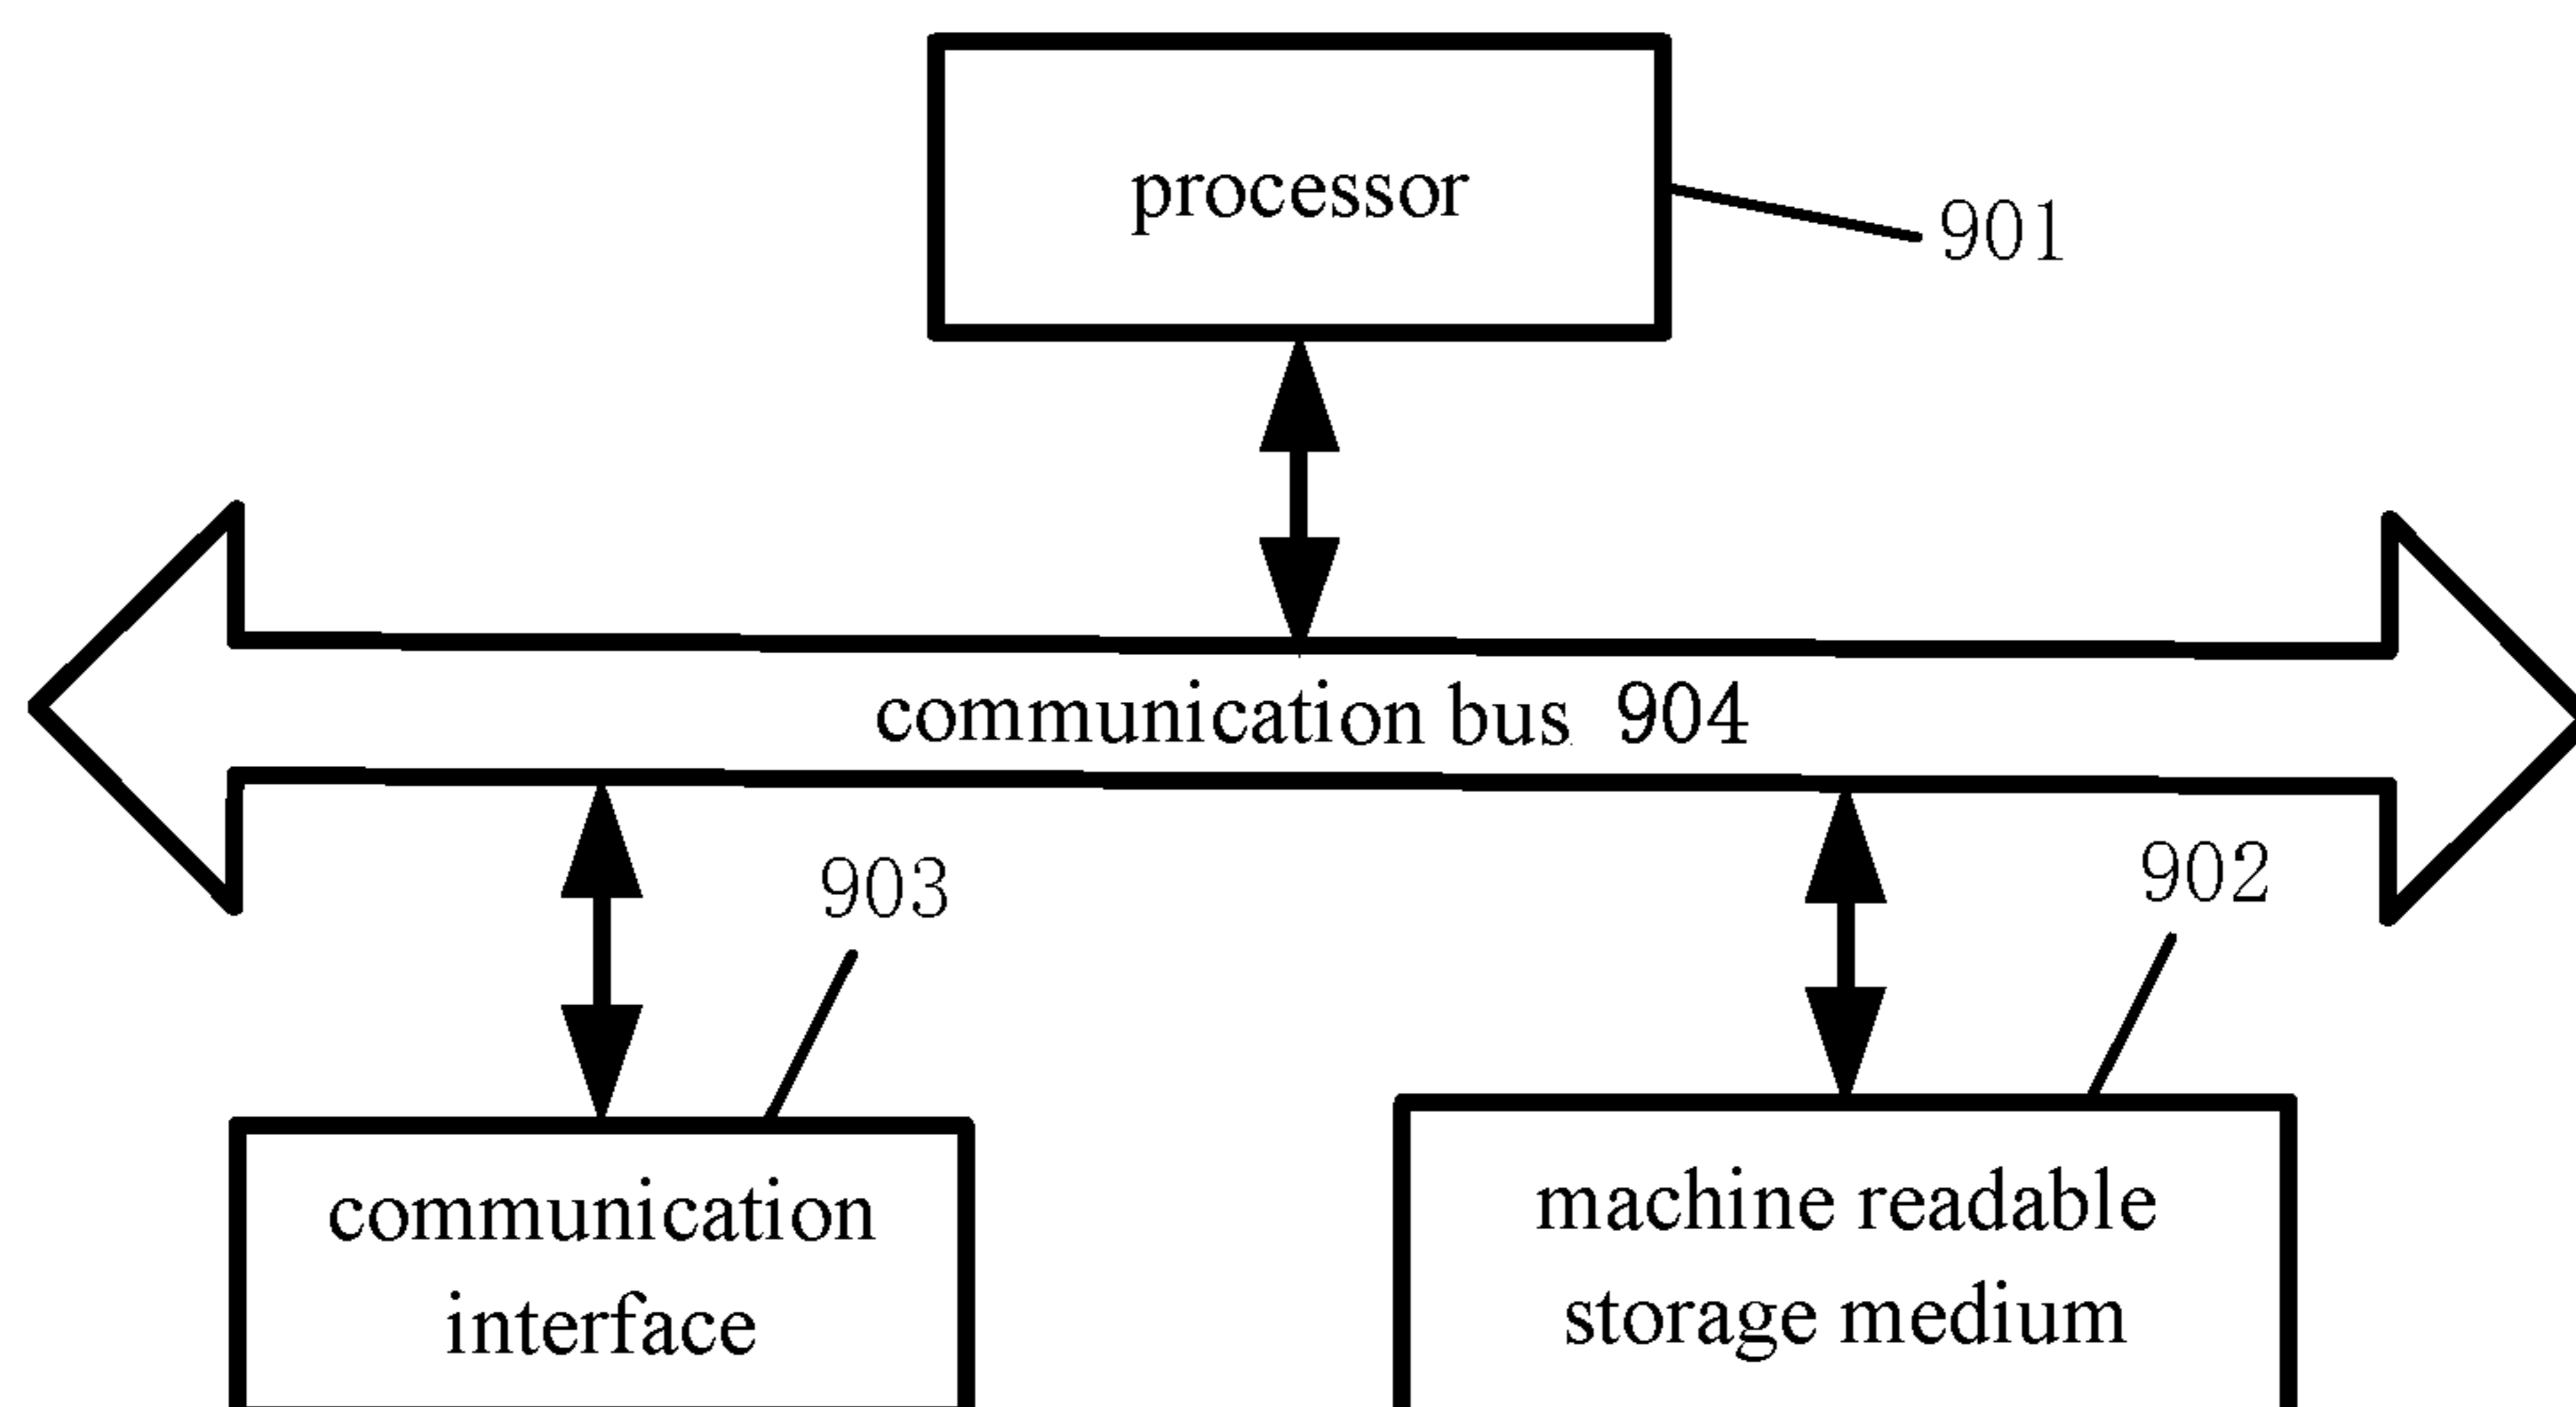 processor
901
communication bus 904
903
902
communication
interface
machine readable
storage medium